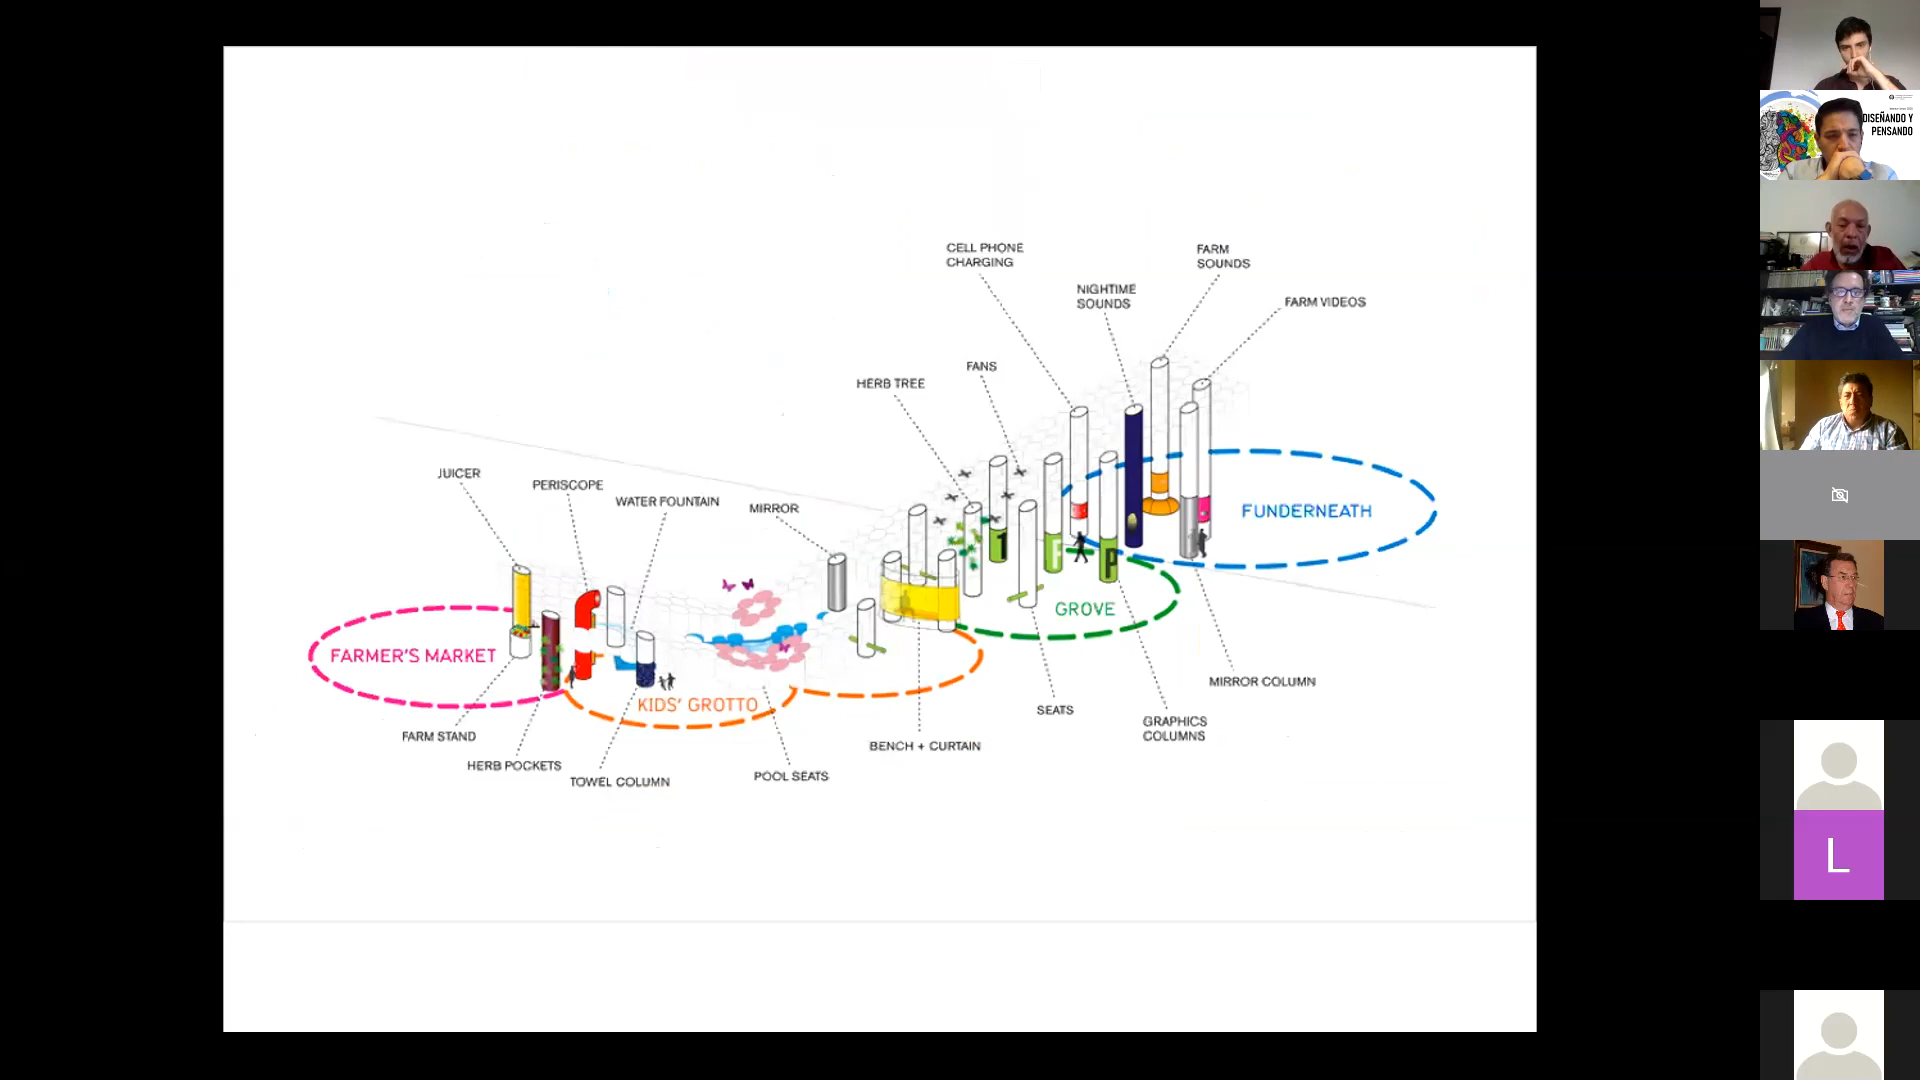 CELL PHONE
CHARGING
FARM
SOUNDS
NIGHTIME
SOUNDS
FARM VIDEOS
FANS
HERB TREE
JUICER
PERISCOPE
WATER FOUNTAIN
MIRROR
FUNDERNEATH
1
F
P
GROVE
FARMER'S MARKET
KIDS' GROTTO
MIRROR COLUMN
SEATS
GRAPHICS
COLUMNS
FARM STAND
HERB POCKETS
TOWEL COLUMN
POOL SEATS
BENCH + CURTAIN
DISEÑANDO Y
PENSANDO
L